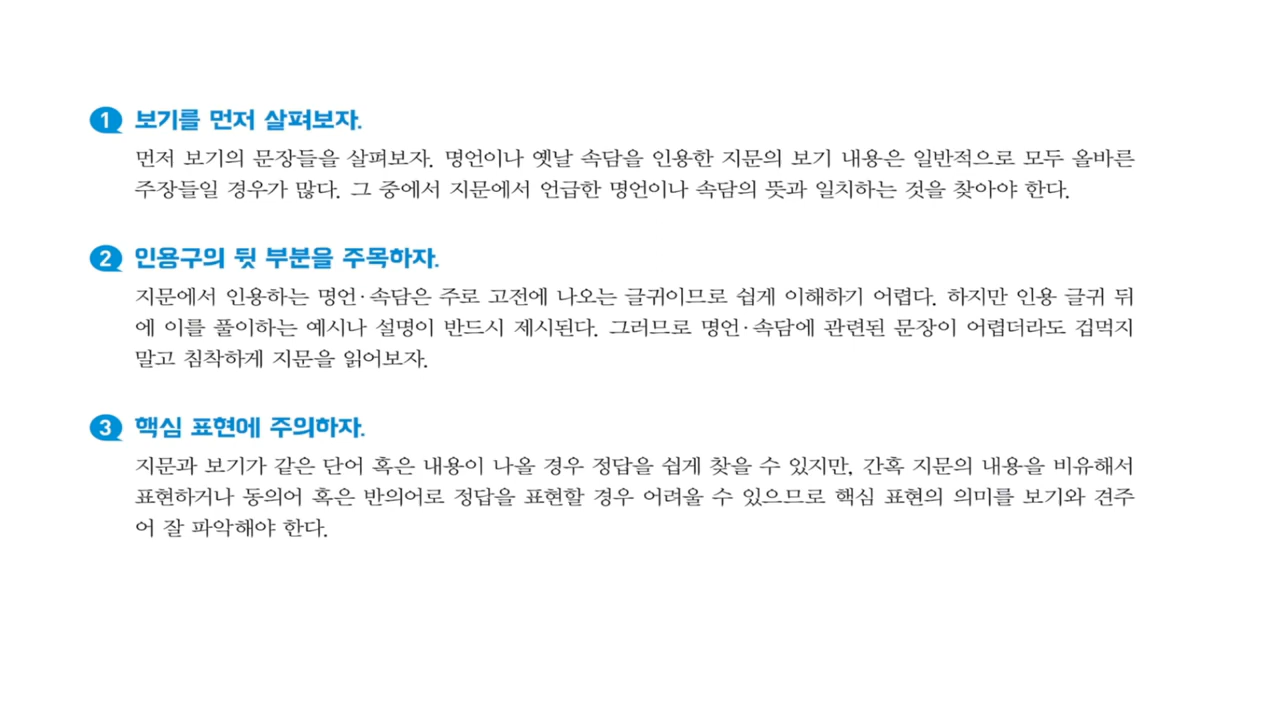 1 보기를 먼저 살펴보자.
먼저 보기의 문장들을 살펴보자. 명언이나 옛날 속담을 인용한 지문의 보기 내용은 일반적으로 모두 올바른
주장들일 경우가 많다. 그 중에서 지문에서 언급한 명언이나 속담의 뜻과 일치하는 것을 찾아야 한다.
2 인용구의 뒷 부분을 주목하자.
지문에서 인용하는 명언·속담은 주로 고전에 나오는 글귀이므로 쉽게 이해하기 어렵다. 하지만 인용 글귀 뒤
에 이를 풀이하는 예시나 설명이 반드시 제시된다. 그러므로 명언·속담에 관련된 문장이 어렵더라도 겁먹지
말고 침착하게 지문을 읽어보자.
3 핵심 표현에 주의하자.
지문과 보기가 같은 단어 혹은 내용이 나올 경우 정답을 쉽게 찾을 수 있지만, 간혹 지문의 내용을 비유해서
표현하거나 동의어 혹은 반의어로 정답을 표현할 경우 어려울 수 있으므로 핵심 표현의 의미를 보기와 견주
어 잘 파악해야 한다.